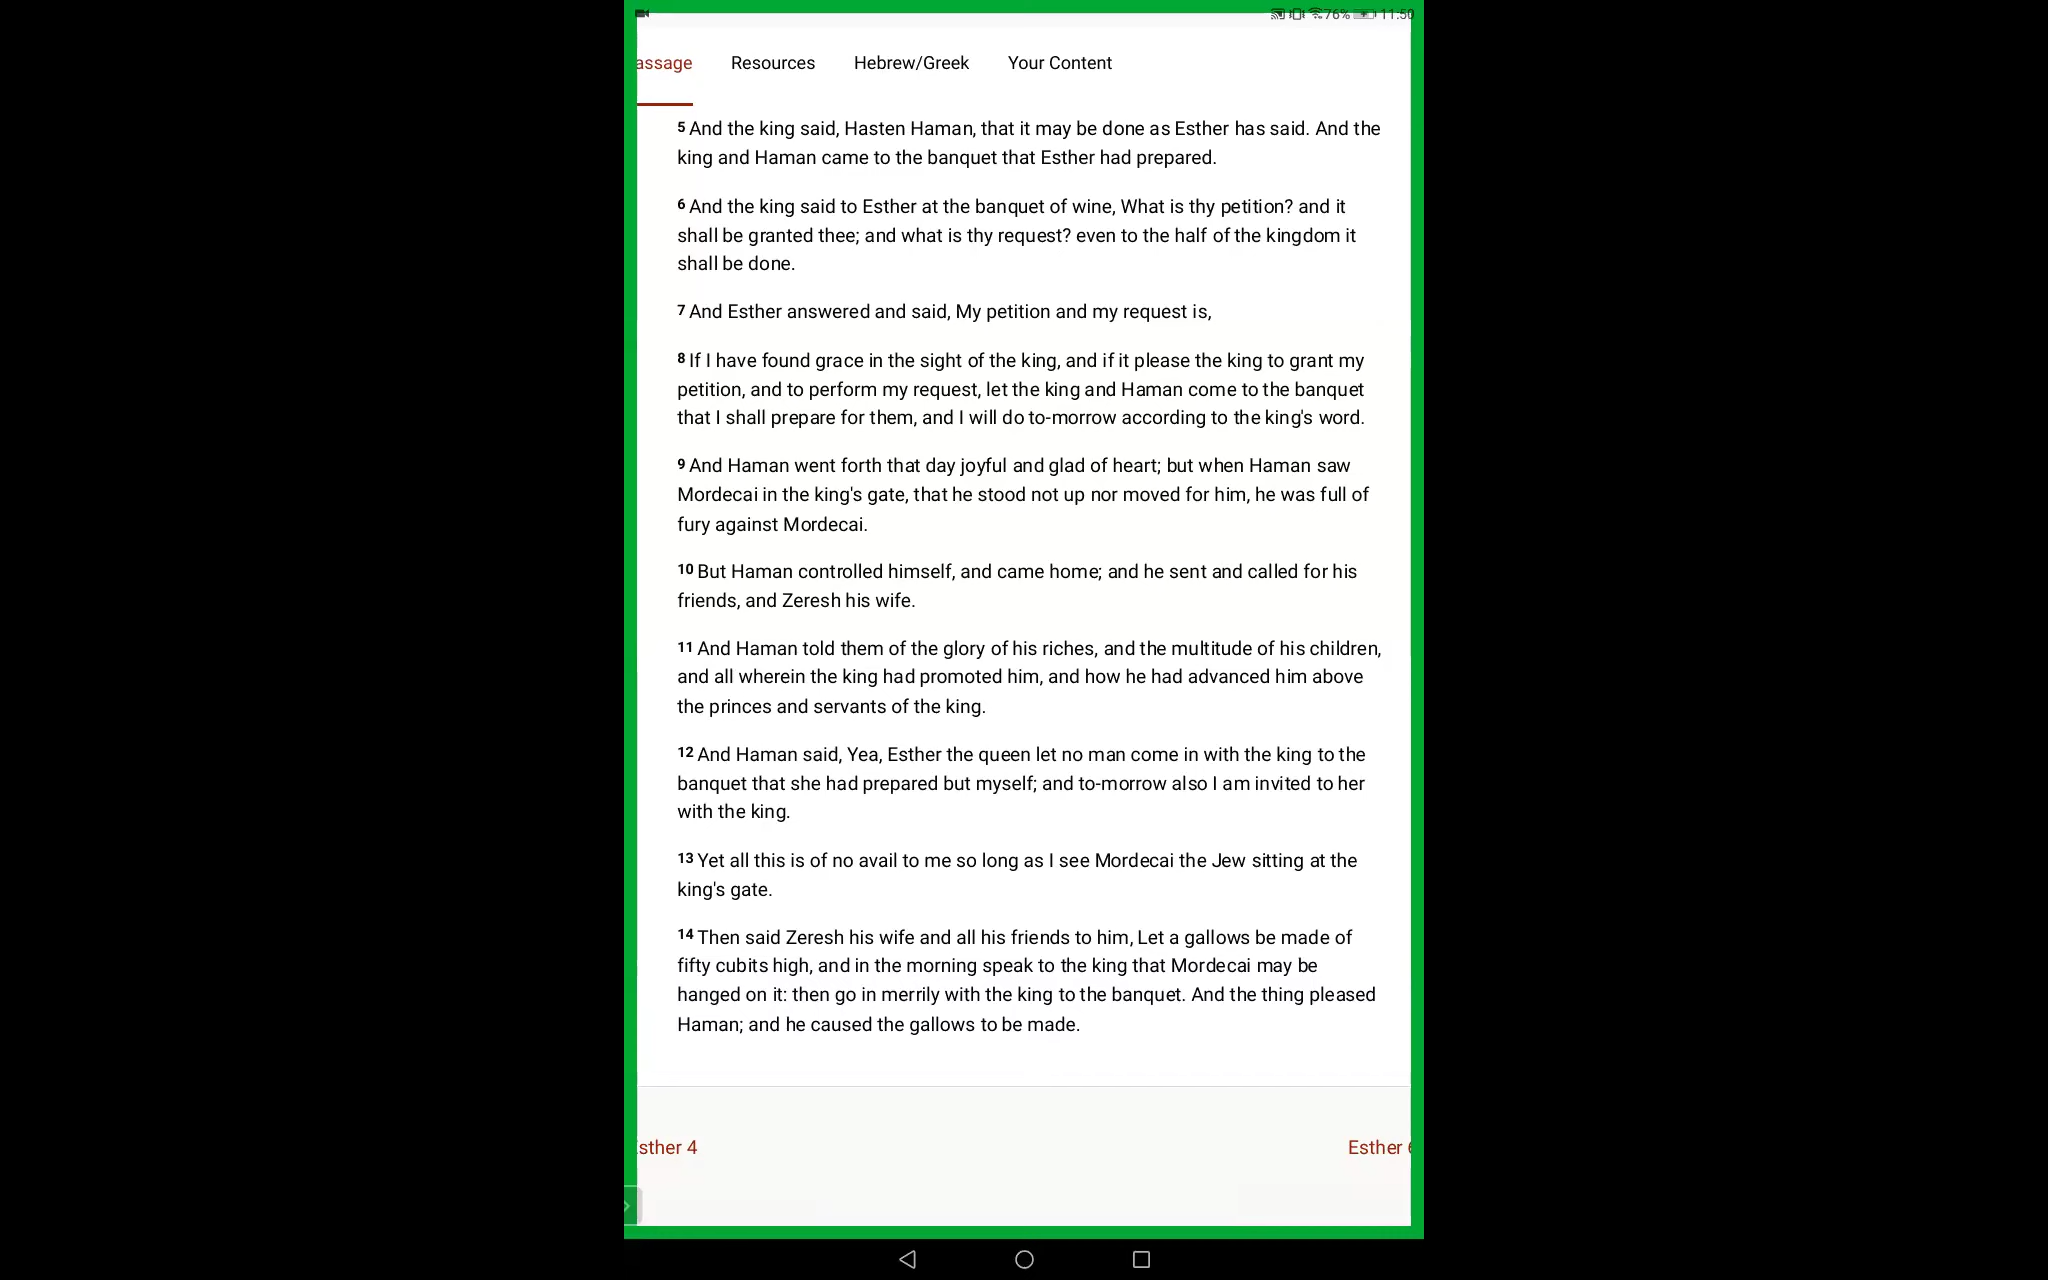 76% 11:50
assage Resources Hebrew/Greek Your Content
5 And the king said, Hasten Haman, that it may be done as Esther has said. And the
king and Haman came to the banquet that Esther had prepared.
6 And the king said to Esther at the banquet of wine, What is thy petition? and it
shall be granted thee; and what is thy request? even to the half of the kingdom it
shall be done.
7 And Esther answered and said, My petition and my request is,
8 If I have found grace in the sight of the king, and if it please the king to grant my
petition, and to perform my request, let the king and Haman come to the banquet
that I shall prepare for them, and I will do to-morrow according to the king's word.
9 And Haman went forth that day joyful and glad of heart; but when Haman saw
Mordecai in the king's gate, that he stood not up nor moved for him, he was full of
fury against Mordecai.
10 But Haman controlled himself, and came home; and he sent and called for his
friends, and Zeresh his wife.
11 And Haman told them of the glory of his riches, and the multitude of his children,
and all wherein the king had promoted him, and how he had advanced him above
the princes and servants of the king.
12 And Haman said, Yea, Esther the queen let no man come in with the king to the
banquet that she had prepared but myself; and to-morrow also I am invited to her
with the king.
13 Yet all this is of no avail to me so long as I see Mordecai the Jew sitting at the
king's gate.
14 Then said Zeresh his wife and all his friends to him, Let a gallows be made of
fifty cubits high, and in the morning speak to the king that Mordecai may be
hanged on it: then go in merrily with the king to the banquet. And the thing pleased
Haman; and he caused the gallows to be made.
sther 4 Esther 6